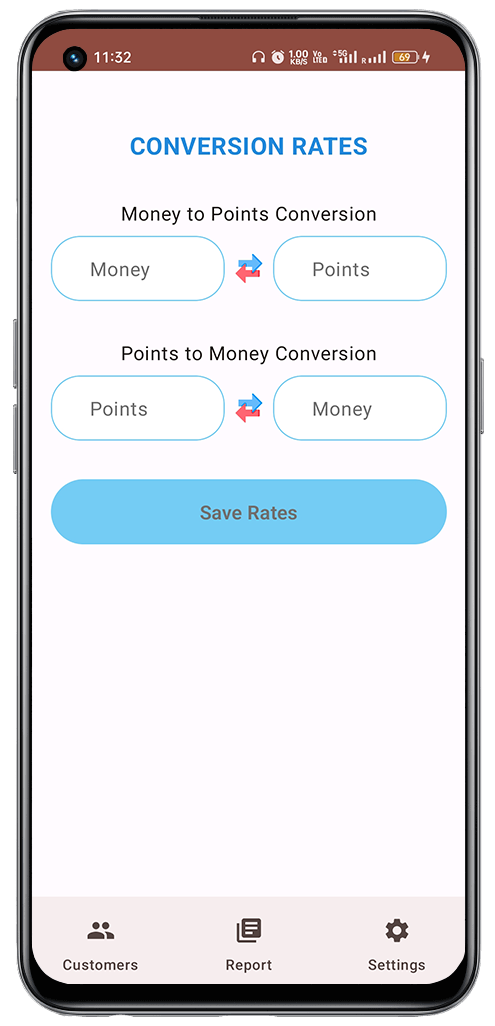 11:32 1.00 KB/S Vo LTE 5G R 69
CONVERSION RATES
Money to Points Conversion
Money Points
Points to Money Conversion
Points Money
Save Rates
Customers Report Settings